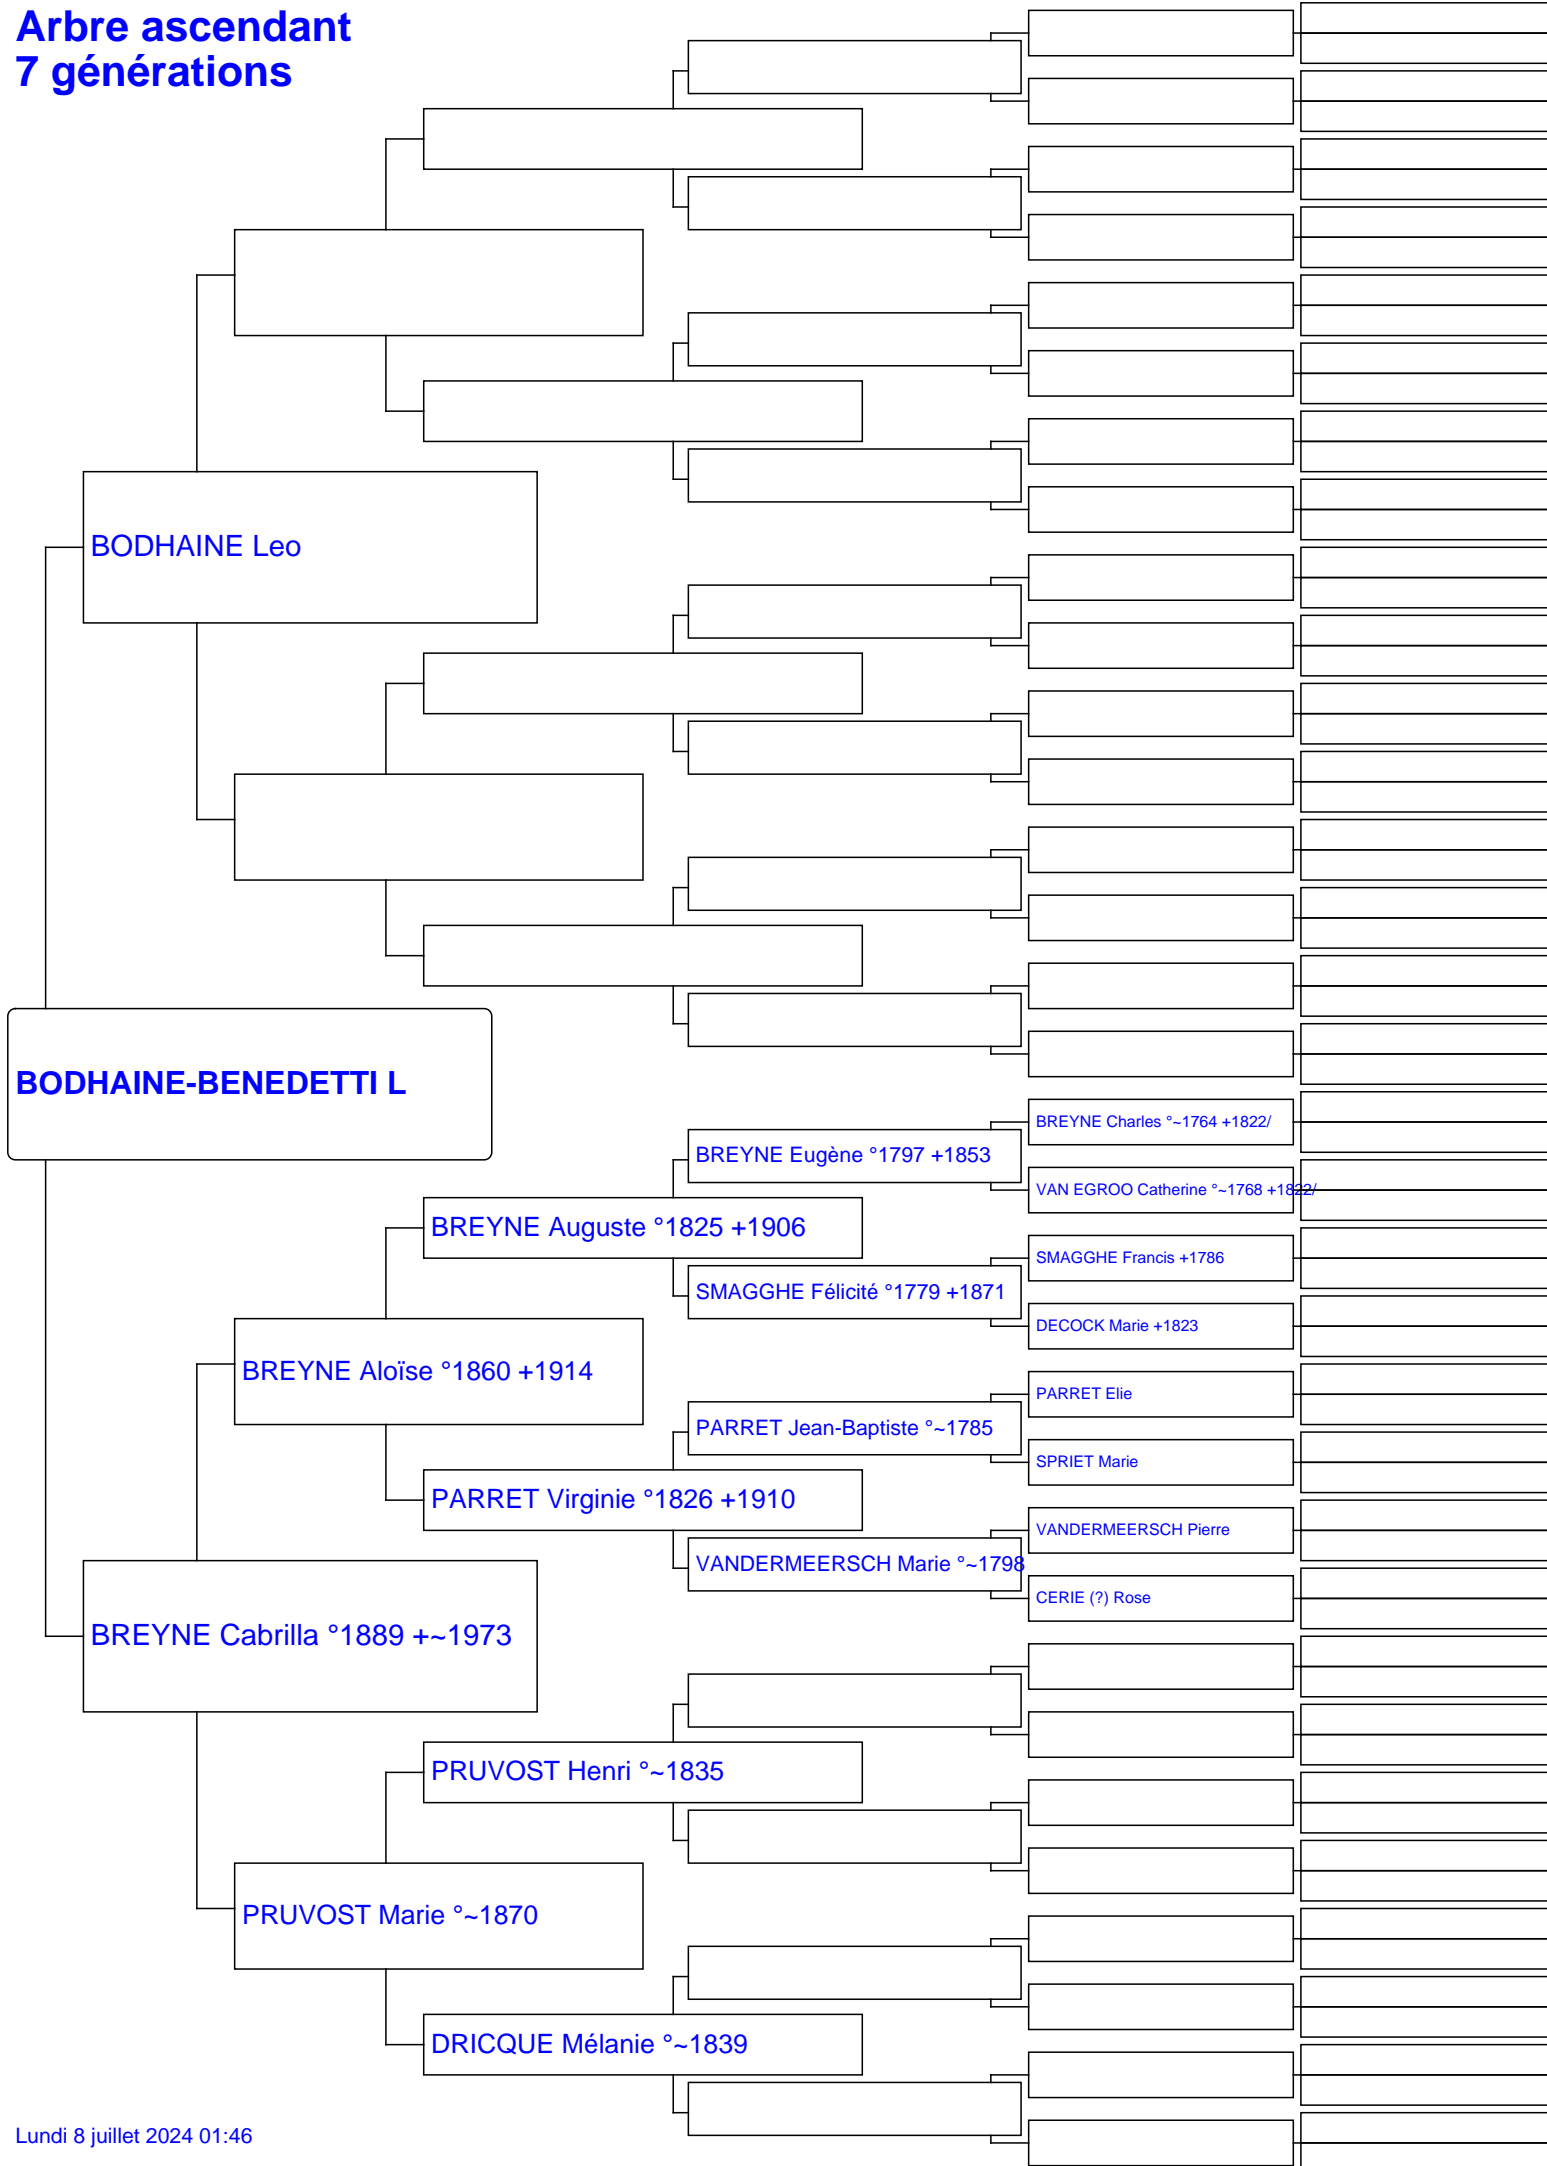 Arbre ascendant
7 générations
BODHAINE Leo
BODHAINE-BENEDETTI L
BREYNE Charles °~1764 +1822/
BREYNE Eugène °1797 +1853
VAN EGROO Catherine °~1768 +1822/
BREYNE Auguste °1825 +1906
SMAGGHE Francis +1786
SMAGGHE Félicité °1779 +1871
DECOCK Marie +1823
BREYNE Aloïse °1860 +1914
PARRET Elie
PARRET Jean-Baptiste °~1785
SPRIET Marie
PARRET Virginie °1826 +1910
VANDERMEERSCH Pierre
VANDERMEERSCH Marie °~1798
CERIE (?) Rose
BREYNE Cabrilla °1889 +~1973
PRUVOST Henri °~1835
PRUVOST Marie °~1870
DRICQUE Mélanie °~1839
Lundi 8 juillet 2024 01:46